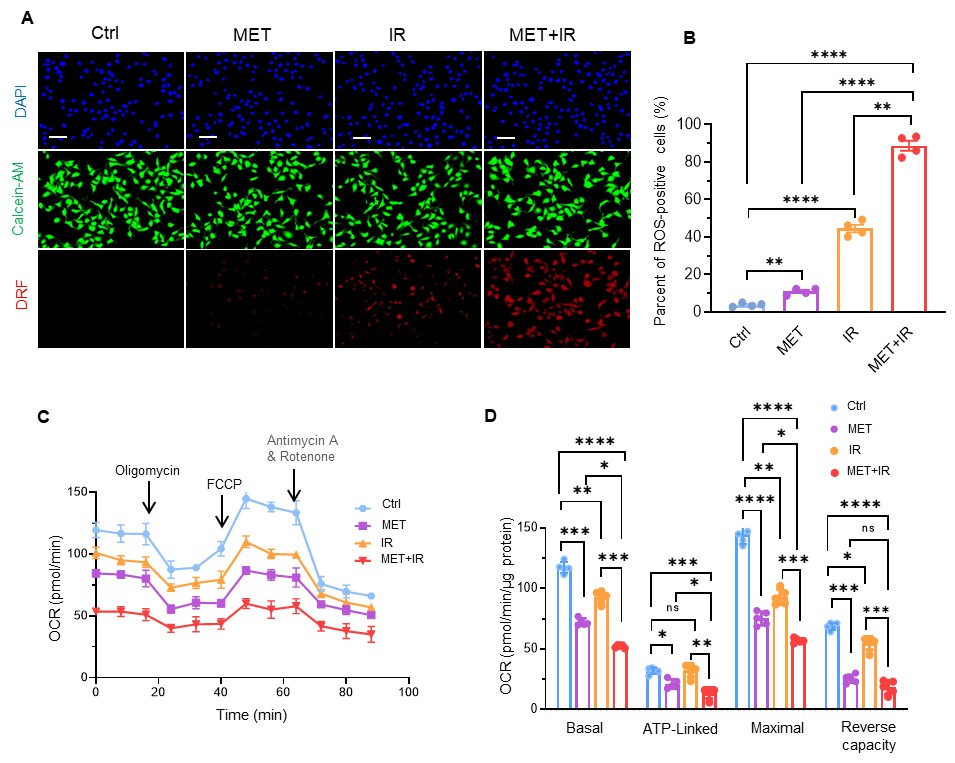 A
Ctrl
MET
IR
MET+IR
DAPI
Calcein-AM
DRF
B
****
****
**
****
**
Parcent of ROS-positive cells (%)
100
80
60
40
20
0
Ctrl
MET
IR
MET+IR
C
Oligomycin
FCCP
Antimycin A
& Rotenone
Ctrl
MET
IR
MET+IR
OCR (pmol/min)
150
100
50
0
0
20
40
60
80
100
Time (min)
D
Ctrl
MET
IR
MET+IR
OCR (pmol/min/µg protein)
150
100
50
0
****
*
**
***
***
***
*
ns
*
**
****
*
**
****
***
****
ns
*
***
***
Basal
ATP-Linked
Maximal
Reverse
capacity